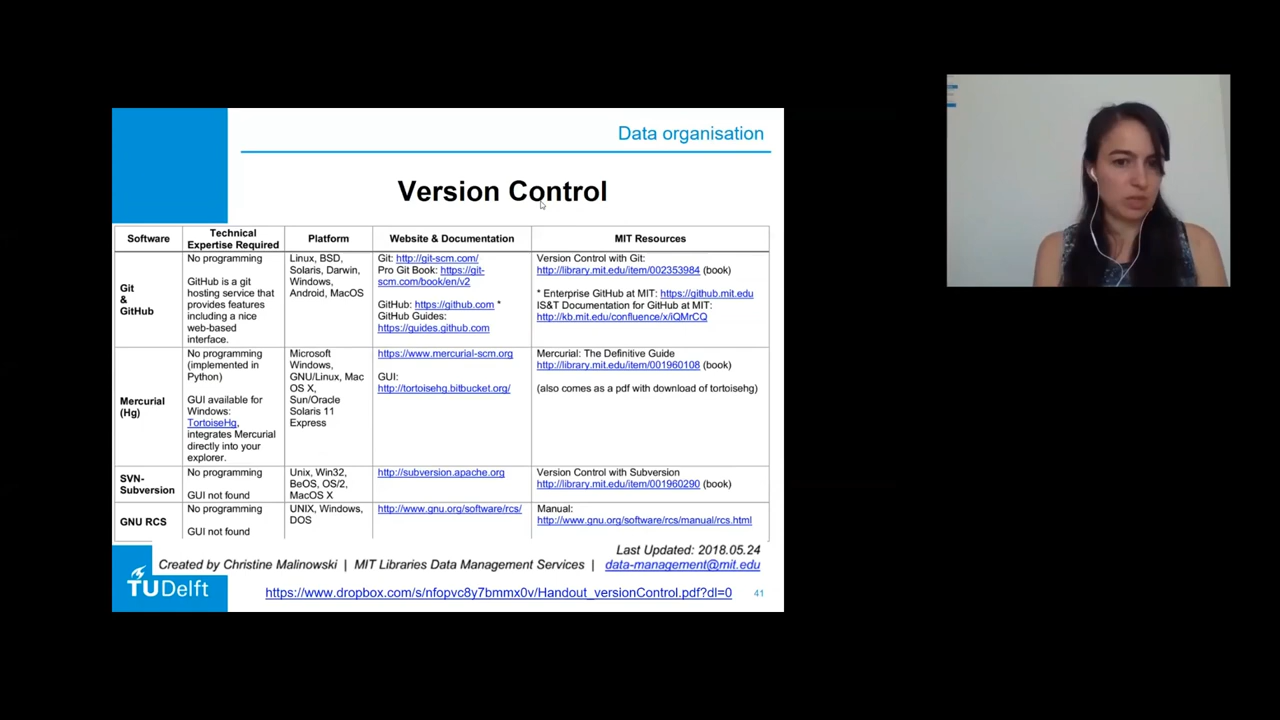 Data organisation
Version Control
Software
Technical
Expertise Required
Platform
Website & Documentation
MIT Resources
Git
&
GitHub
No programming
GitHub is a git
hosting service that
provides features
including a nice
web-based
interface.
Linux, BSD,
Solaris, Darwin,
Windows,
Android, MacOS
Git: http://git-scm.com/
Pro Git Book: https://git-
scm.com/book/en/v2
GitHub: https://github.com *
GitHub Guides:
https://guides.github.com
Version Control with Git:
http://library.mit.edu/item/002353984 (book)
* Enterprise GitHub at MIT: https://github.mit.edu
IS&T Documentation for GitHub at MIT:
http://kb.mit.edu/confluence/x/iQMrCQ
Mercurial
(Hg)
No programming
(implemented in
Python)
GUI available for
Windows:
TortoiseHg,
integrates Mercurial
directly into your
explorer.
Microsoft
Windows,
GNU/Linux, Mac
OS X,
Sun/Oracle
Solaris 11
Express
https://www.mercurial-scm.org
GUI:
http://tortoisehg.bitbucket.org/
Mercurial: The Definitive Guide
http://library.mit.edu/item/001960108 (book)
(also comes as a pdf with download of tortoisehg)
SVN-
Subversion
No programming
GUI not found
Unix, Win32,
BeOS, OS/2,
MacOS X
http://subversion.apache.org
Version Control with Subversion
http://library.mit.edu/item/001960290 (book)
GNU RCS
No programming
GUI not found
UNIX, Windows,
DOS
http://www.gnu.org/software/rcs/
Manual:
http://www.gnu.org/software/rcs/manual/rcs.html
Last Updated: 2018.05.24
Created by Christine Malinowski | MIT Libraries Data Management Services | data-management@mit.edu
TUDelft
https://www.dropbox.com/s/nfopvc8y7bmmx0v/Handout_versionControl.pdf?dl=0
41